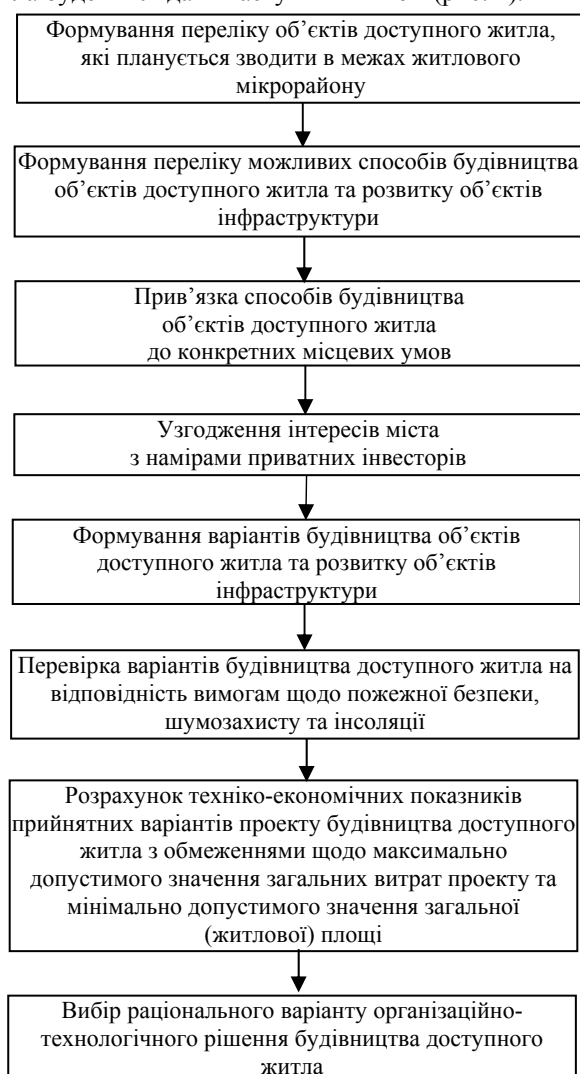 Формування переліку об’єктів доступного житла,
які планується зводити в межах житлового
мікрорайону
Формування переліку можливих способів будівництва
об’єктів доступного житла та розвитку об’єктів
інфраструктури
Прив’язка способів будівництва
об’єктів доступного житла
до конкретних місцевих умов
Узгодження інтересів міста
з намірами приватних інвесторів
Формування варіантів будівництва об’єктів
доступного житла та розвитку об’єктів
інфраструктури
Перевірка варіантів будівництва доступного житла на
відповідність вимогам щодо пожежної безпеки,
шумозахисту та інсоляції
Розрахунок техніко-економічних показників
прийнятних варіантів проекту будівництва доступного
житла з обмеженнями щодо максимально
допустимого значення загальних витрат проекту та
мінімально допустимого значення загальної
(житлової) площі
Вибір раціонального варіанту організаційно-
технологічного рішення будівництва доступного
житла